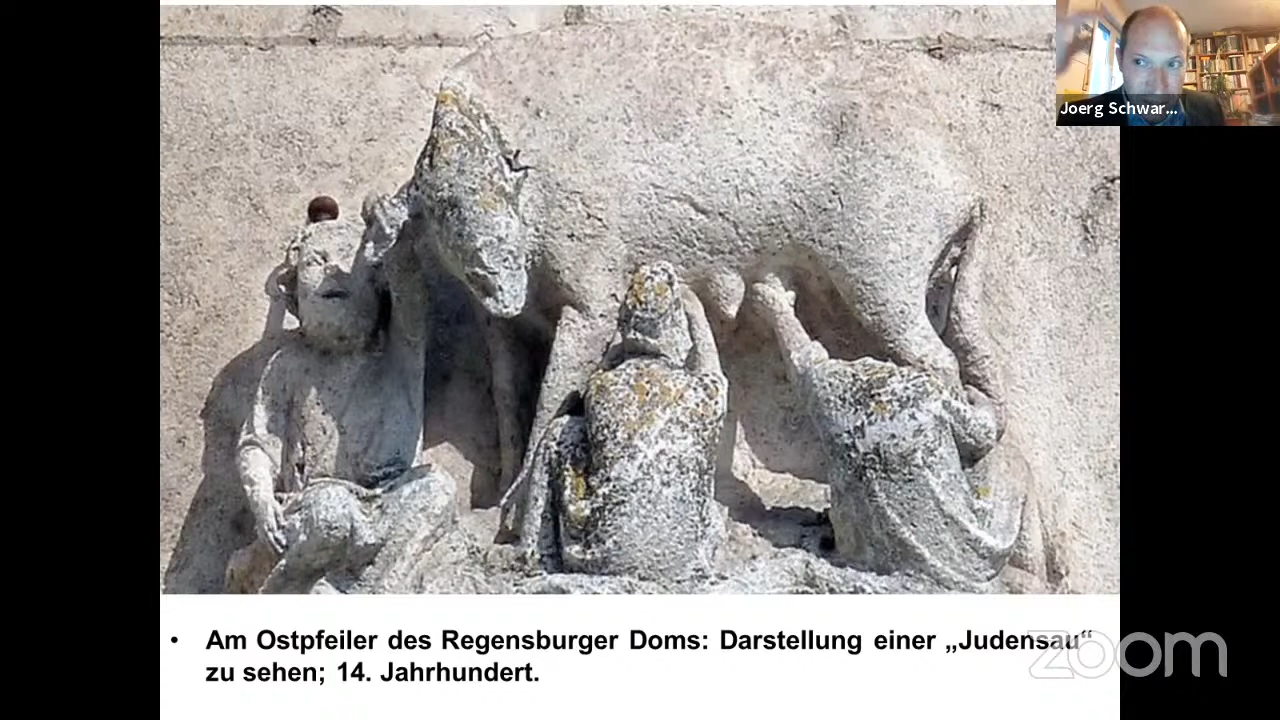 Joerg Schwar...
• Am Ostpfeiler des Regensburger Doms: Darstellung einer „Judensau“
zu sehen; 14. Jahrhundert.
zoom